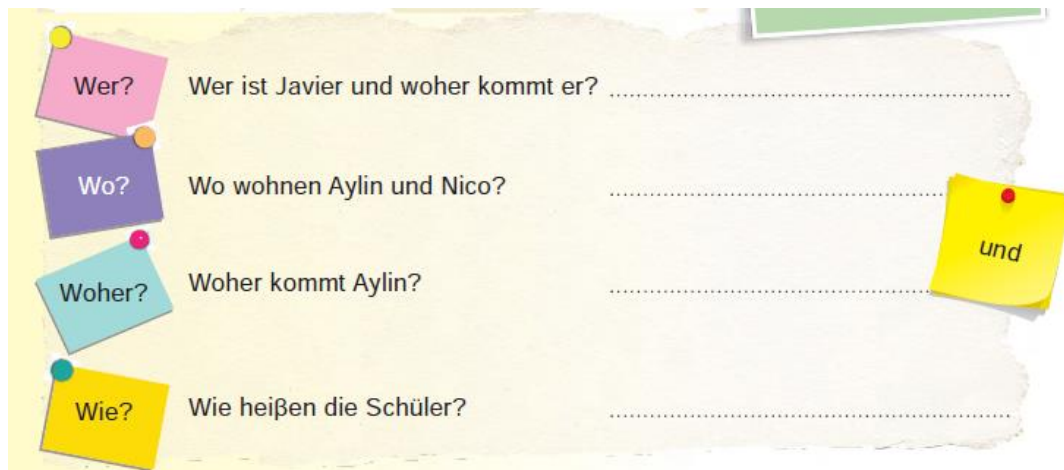 Wer?
Wer ist Javier und woher kommt er? ........................................................
Wo?
Wo wohnen Aylin und Nico? ........................................................
und
Woher?
Woher kommt Aylin? ........................................................
Wie?
Wie heiβen die Schüler? ........................................................